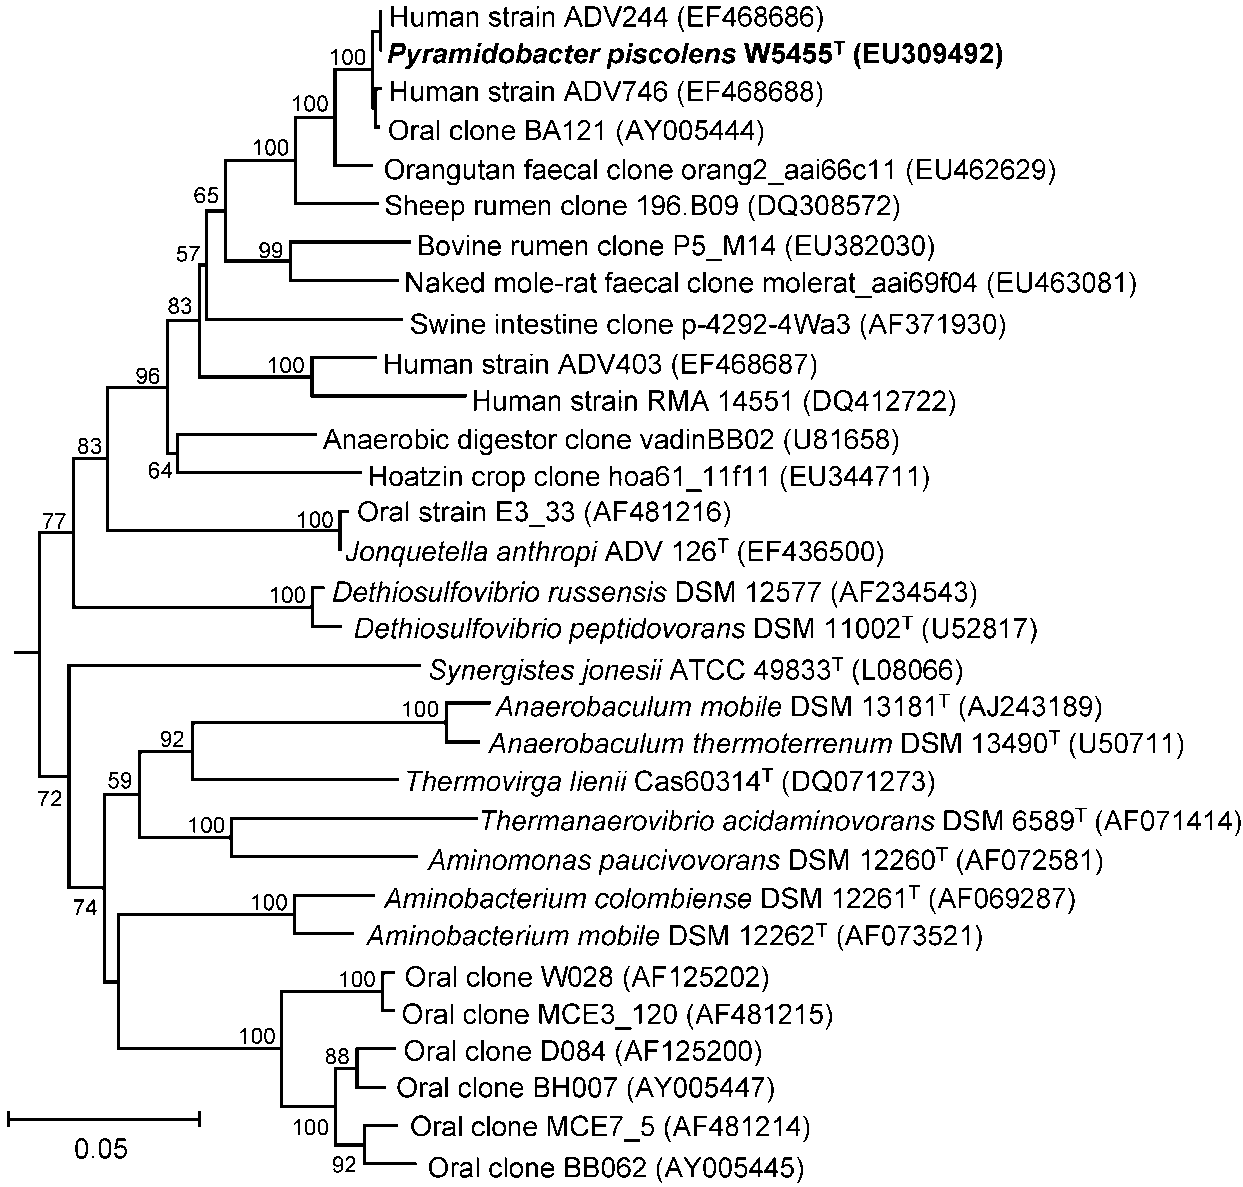 Human strain ADV244 (EF468686)
Pyramidobacter piscolens W5455ᵀ (EU309492)
100
Human strain ADV746 (EF468688)
100
Oral clone BA121 (AY005444)
100
Orangutan faecal clone orang2_aai66c11 (EU462629)
65
Sheep rumen clone 196.B09 (DQ308572)
Bovine rumen clone P5_M14 (EU382030)
57
99
Naked mole-rat faecal clone molerat_aai69f04 (EU463081)
83
Swine intestine clone p-4292-4Wa3 (AF371930)
100
Human strain ADV403 (EF468687)
96
Human strain RMA 14551 (DQ412722)
83
Anaerobic digestor clone vadinBB02 (U81658)
64
Hoatzin crop clone hoa61_11f11 (EU344711)
77
100
Oral strain E3_33 (AF481216)
Jonquetella anthropi ADV 126ᵀ (EF436500)
100
Dethiosulfovibrio russensis DSM 12577 (AF234543)
Dethiosulfovibrio peptidovorans DSM 11002ᵀ (U52817)
Synergistes jonesii ATCC 49833ᵀ (L08066)
100
Anaerobaculum mobile DSM 13181ᵀ (AJ243189)
92
Anaerobaculum thermoterrenum DSM 13490ᵀ (U50711)
59
Thermovirga lienii Cas60314ᵀ (DQ071273)
72
100
Thermanaerovibrio acidaminovorans DSM 6589ᵀ (AF071414)
Aminomonas paucivovorans DSM 12260ᵀ (AF072581)
74
100
Aminobacterium colombiense DSM 12261ᵀ (AF069287)
Aminobacterium mobile DSM 12262ᵀ (AF073521)
100
Oral clone W028 (AF125202)
Oral clone MCE3_120 (AF481215)
100
88
Oral clone D084 (AF125200)
Oral clone BH007 (AY005447)
100
Oral clone MCE7_5 (AF481214)
92
Oral clone BB062 (AY005445)
0.05